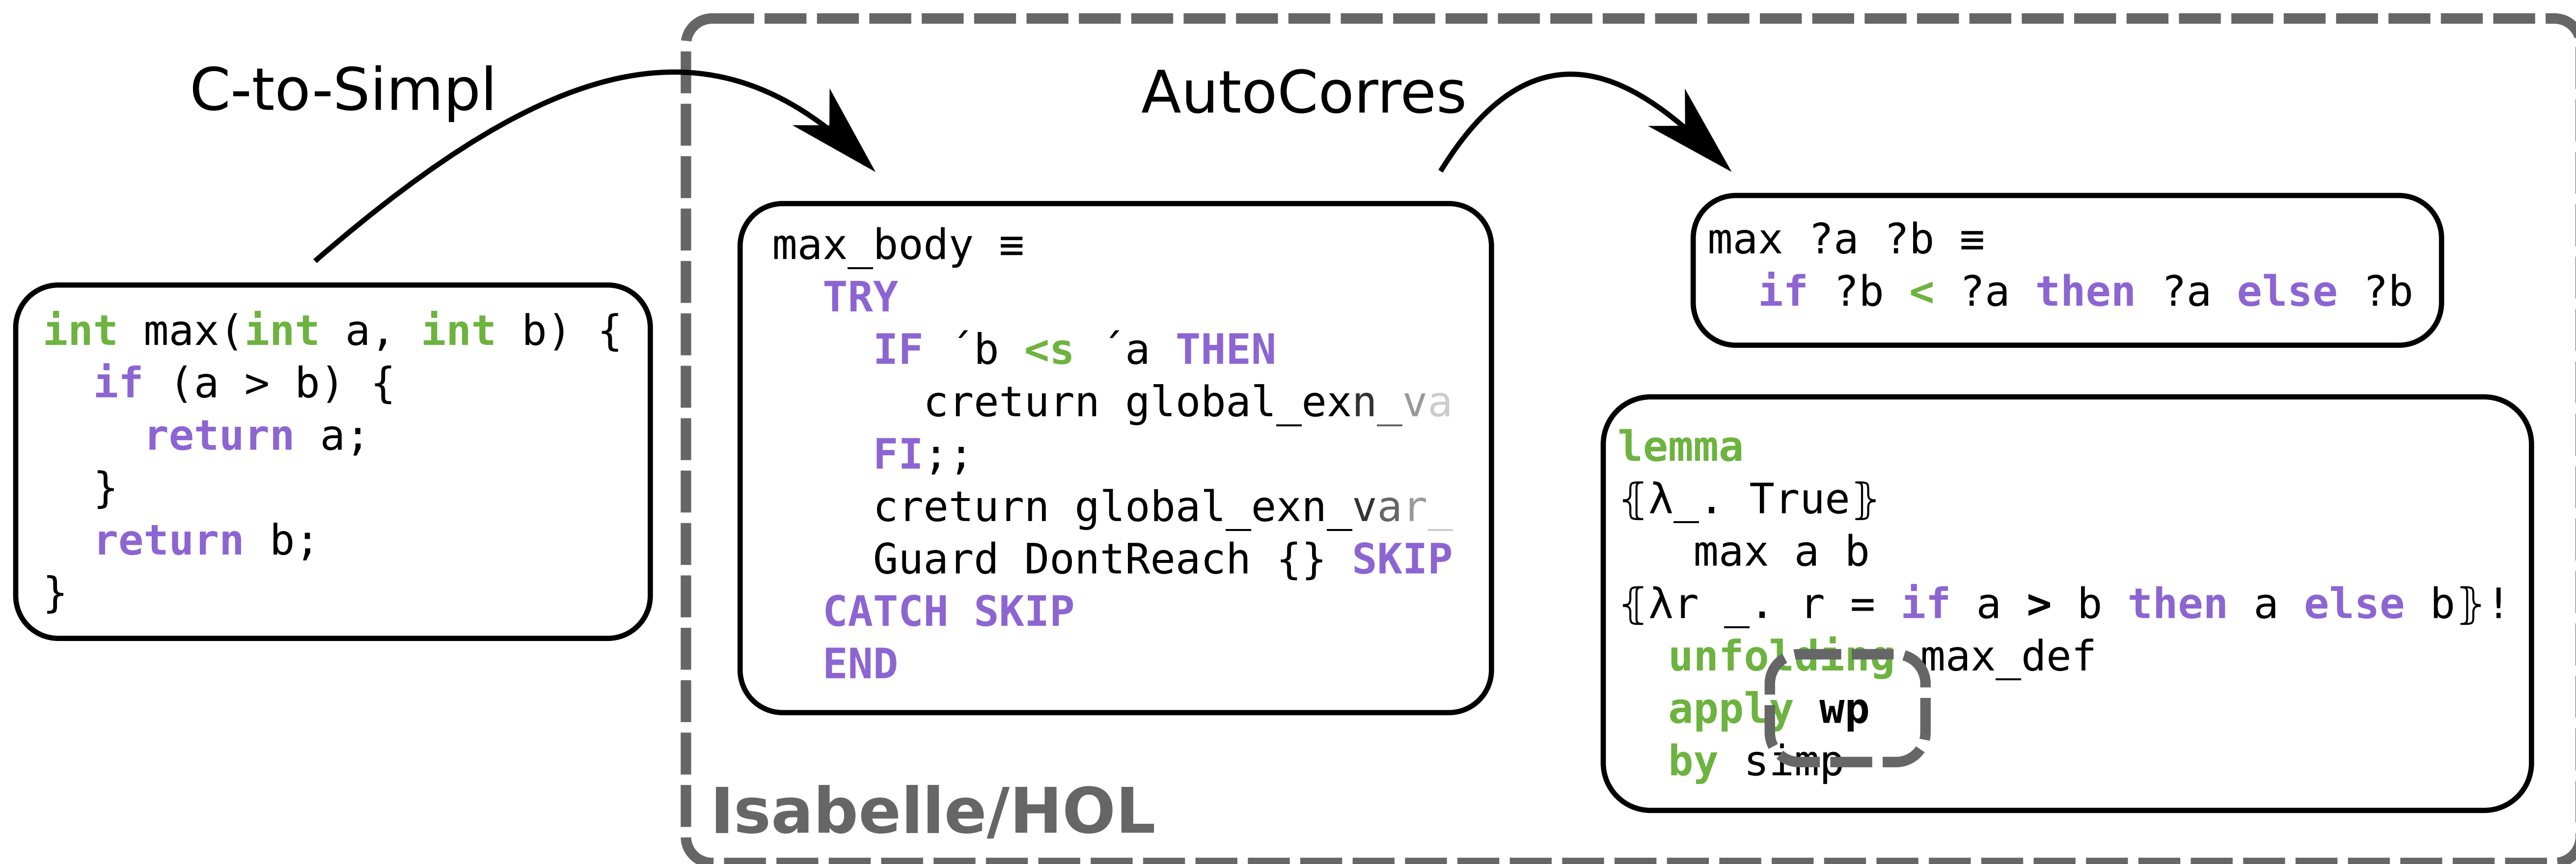 C-to-Simpl
AutoCorres
int max(int a, int b) {
  if (a > b) {
    return a;
  }
  return b;
}
max_body ≡
  TRY
    IF ´b <s ´a THEN
      creturn global_exn_va
    FI;;
    creturn global_exn_var_
    Guard DontReach {} SKIP
  CATCH SKIP
  END
max ?a ?b ≡
  if ?b < ?a then ?a else ?b
lemma
⦃λ_. True⦄
   max a b
⦃λr _. r = if a > b then a else b⦄!
  unfolding max_def
  apply wp
  by simp
Isabelle/HOL